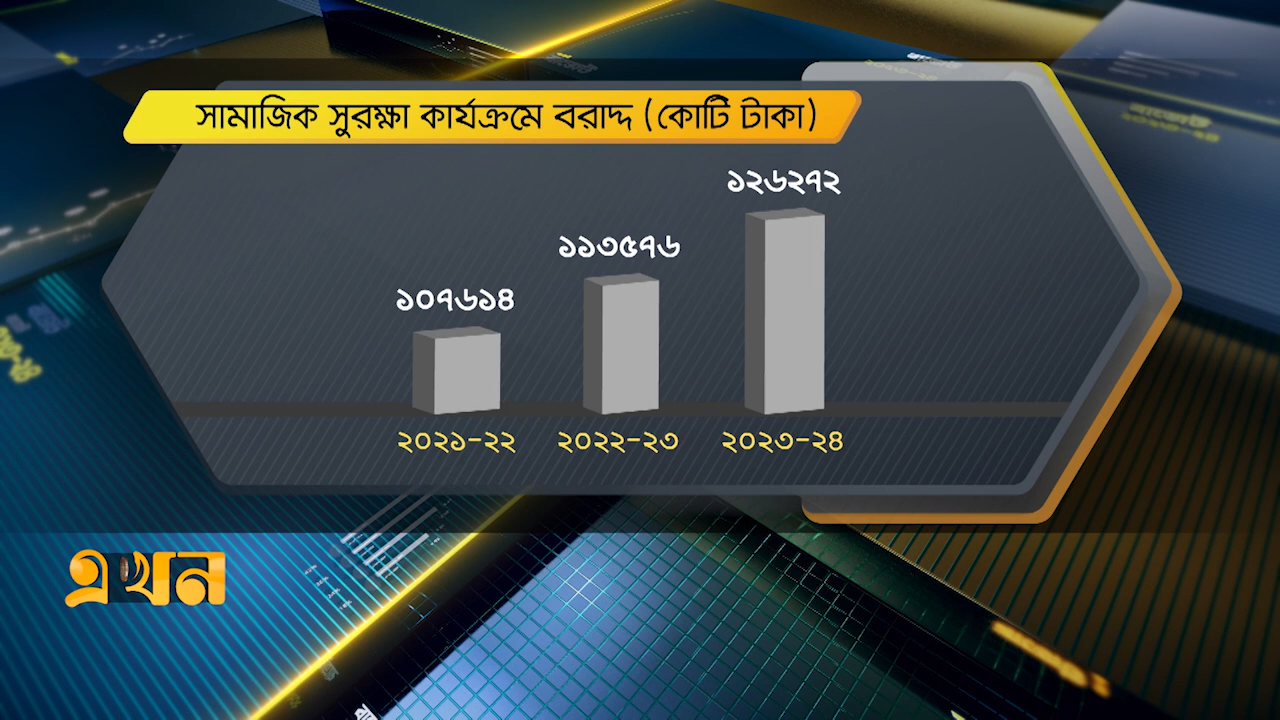 সামাজিক সুরক্ষা কার্যক্রমে বরাদ্দ (কোটি টাকা)
১২৬২৭২
১১৩৫৭৬
১০৭৬১৪
২০২১-২২ ২০২২-২৩ ২০২৩-২৪
এখন